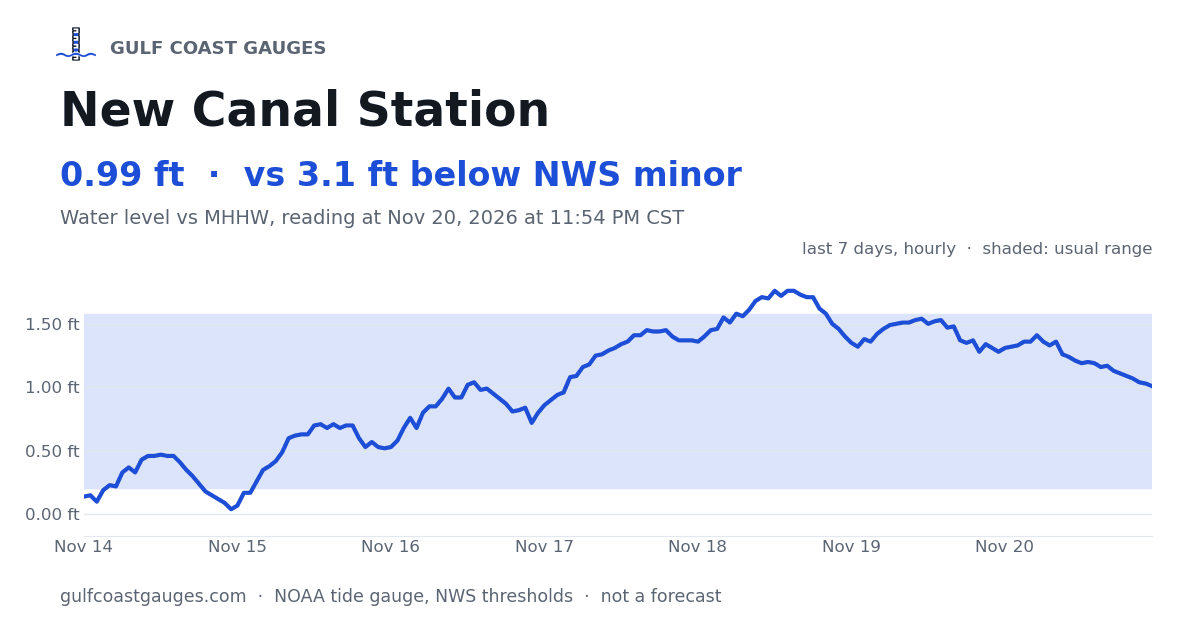 GULF COAST GAUGES
New Canal Station
0.99 ft · vs 3.1 ft below NWS minor
Water level vs MHHW, reading at Nov 20, 2026 at 11:54 PM CST
last 7 days, hourly · shaded: usual range
1.50 ft
1.00 ft
0.50 ft
0.00 ft
Nov 14 Nov 15 Nov 16 Nov 17 Nov 18 Nov 19 Nov 20
gulfcoastgauges.com · NOAA tide gauge, NWS thresholds · not a forecast